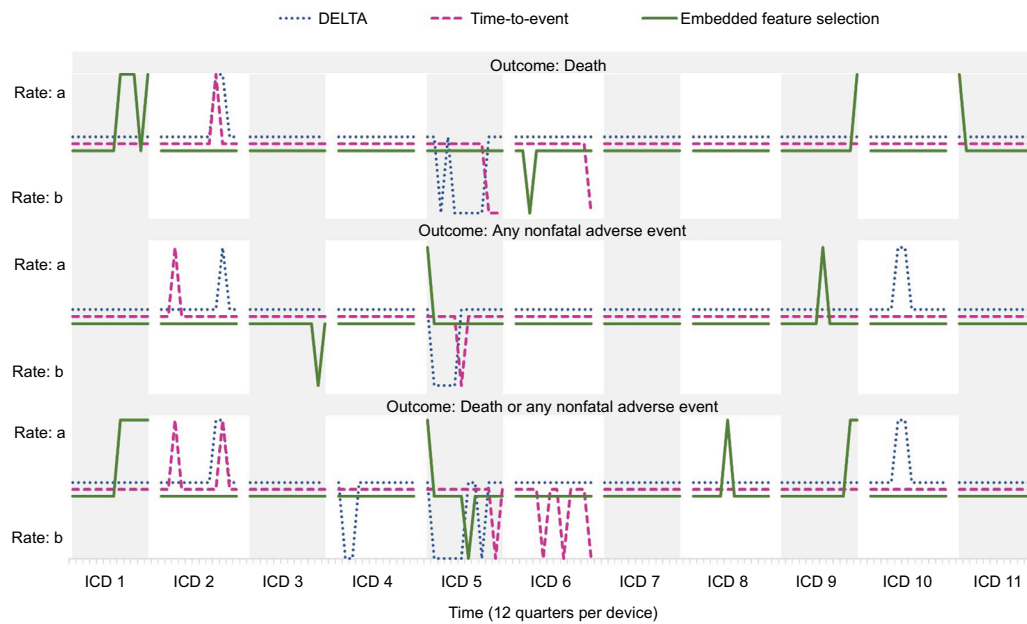 DELTA Time-to-event Embedded feature selection
Outcome: Death
Rate: a
Rate: b
Outcome: Any nonfatal adverse event
Rate: a
Rate: b
Outcome: Death or any nonfatal adverse event
Rate: a
Rate: b
ICD 1 ICD 2 ICD 3 ICD 4 ICD 5 ICD 6 ICD 7 ICD 8 ICD 9 ICD 10 ICD 11
Time (12 quarters per device)